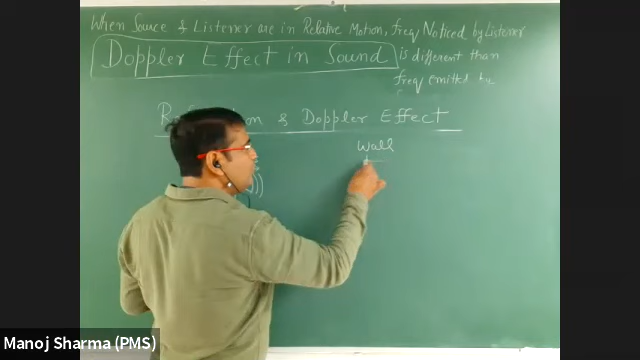 When Source & Listener are in Relative Motion, freq Noticed by Listener
Doppler Effect in Sound is different than
freq emitted by
& Doppler Effect
Wall
Manoj Sharma (PMS)